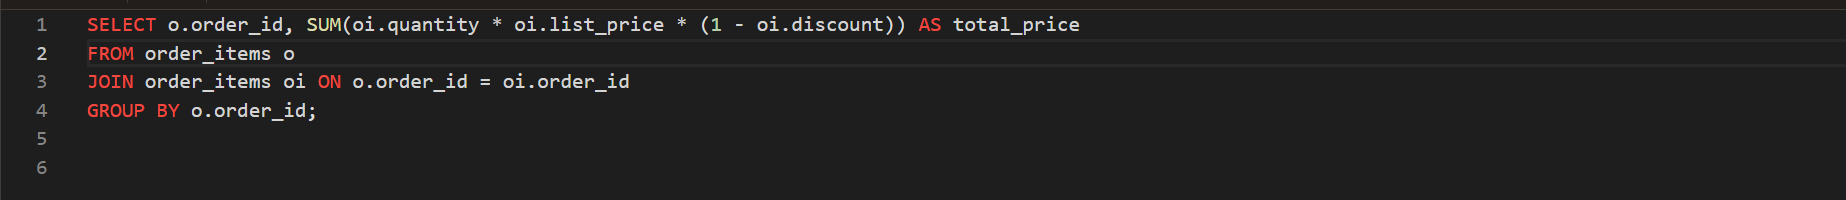 1 SELECT o.order_id, SUM(oi.quantity * oi.list_price * (1 - oi.discount)) AS total_price
2 FROM order_items o
3 JOIN order_items oi ON o.order_id = oi.order_id
4 GROUP BY o.order_id;
5
6